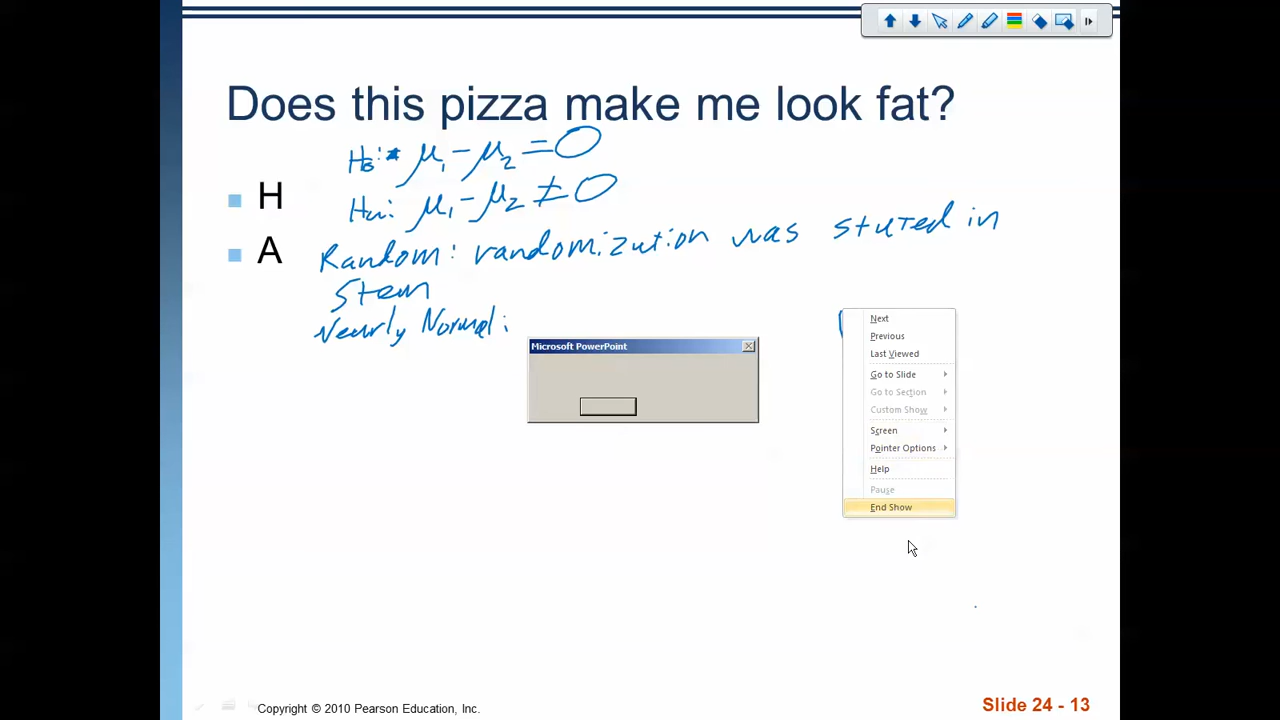 Does this pizza make me look fat?
H₀: μ₁ - μ₂ = 0
H
Ha: μ₁ - μ₂ ≠ 0
A
Random: randomization was stated in
stem
Nearly Normal:
Next
Previous
Last Viewed
Go to Slide
Go to Section
Custom Show
Screen
Pointer Options
Help
Pause
End Show
Microsoft PowerPoint
Copyright © 2010 Pearson Education, Inc.
Slide 24 - 13